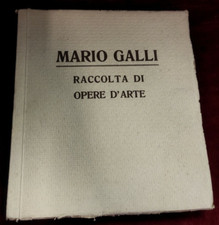 MARIO GALLI
RACCOLTA DI
OPERE D'ARTE